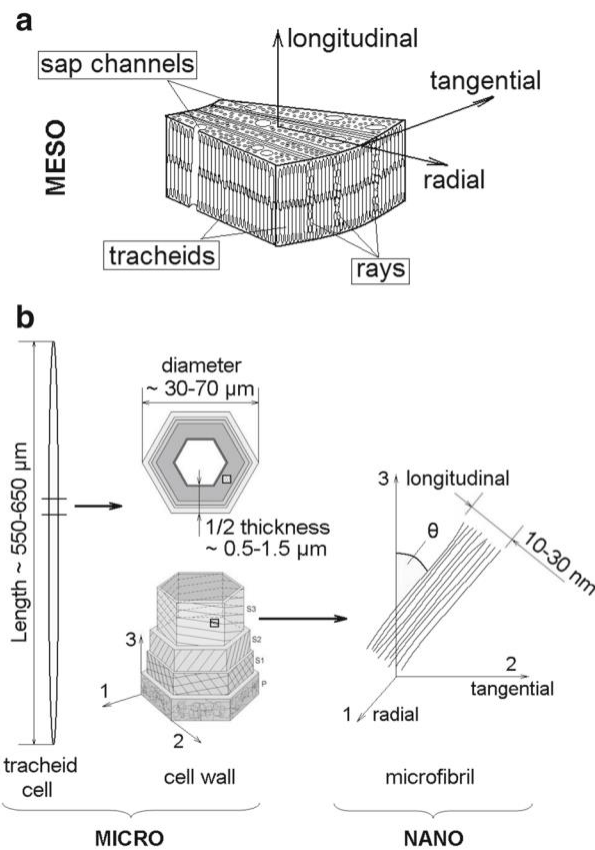 a
longitudinal
sap channels
tangential
MESO
radial
tracheids
rays
b
diameter
~ 30-70 µm
Length ~ 550-650 µm
3 longitudinal
θ
10-30 nm
1/2 thickness
~ 0.5-1.5 µm
S3
S2
S1
P
3
1
2
2
tangential
1 radial
tracheid
cell
cell wall
microfibril
MICRO
NANO